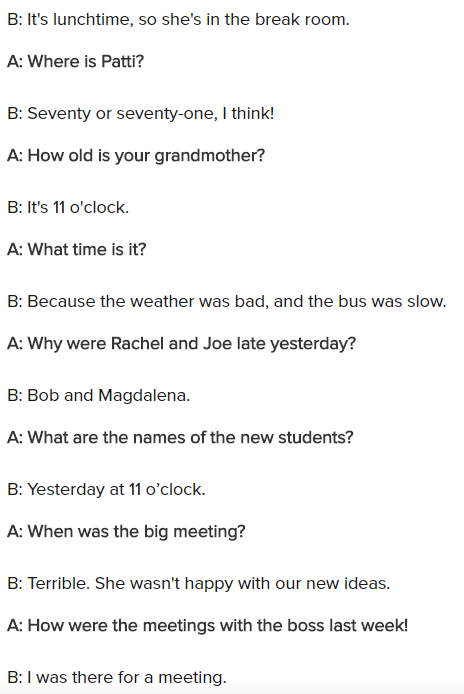 B: It's lunchtime, so she's in the break room.
A: Where is Patti?
B: Seventy or seventy-one, I think!
A: How old is your grandmother?
B: It's 11 o'clock.
A: What time is it?
B: Because the weather was bad, and the bus was slow.
A: Why were Rachel and Joe late yesterday?
B: Bob and Magdalena.
A: What are the names of the new students?
B: Yesterday at 11 o’clock.
A: When was the big meeting?
B: Terrible. She wasn't happy with our new ideas.
A: How were the meetings with the boss last week!
B: I was there for a meeting.